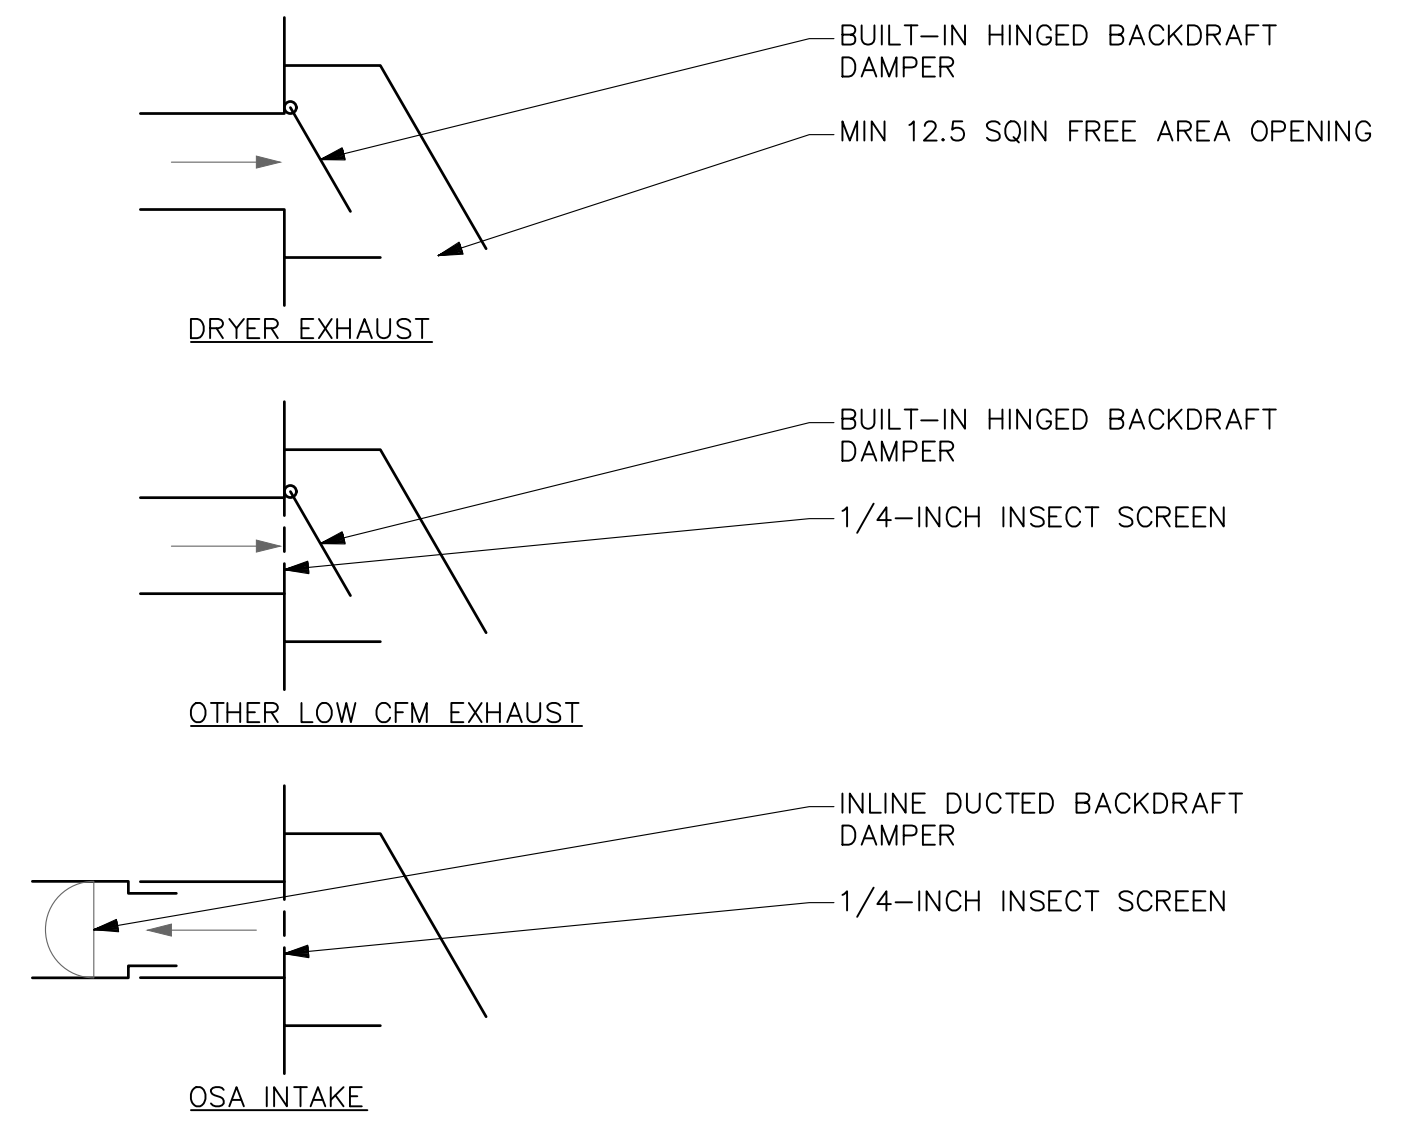 BUILT-IN HINGED BACKDRAFT
DAMPER
MIN 12.5 SQIN FREE AREA OPENING
DRYER EXHAUST
BUILT-IN HINGED BACKDRAFT
DAMPER
1/4-INCH INSECT SCREEN
OTHER LOW CFM EXHAUST
INLINE DUCTED BACKDRAFT
DAMPER
1/4-INCH INSECT SCREEN
OSA INTAKE